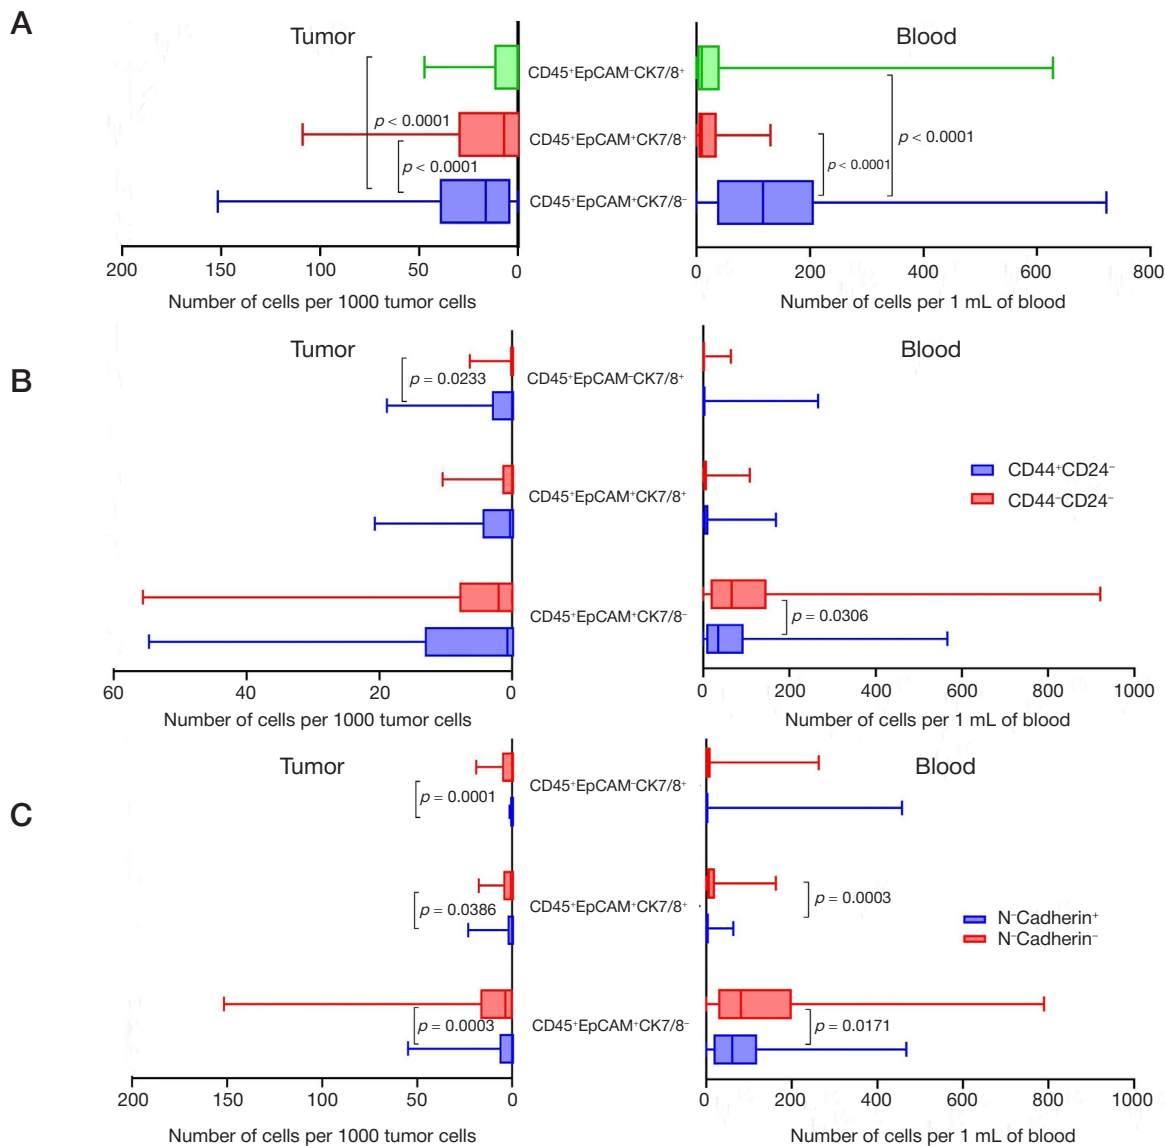 A
Tumor
Blood
CD45⁺EpCAM⁻CK7/8⁺
p < 0.0001
CD45⁺EpCAM⁺CK7/8⁺
p < 0.0001
p < 0.0001
p < 0.0001
CD45⁺EpCAM⁺CK7/8⁻
200 150 100 50 0
0 200 400 600 800
Number of cells per 1000 tumor cells
Number of cells per 1 mL of blood
B
Tumor
Blood
CD45⁺EpCAM⁻CK7/8⁺
p = 0.0233
CD44⁺CD24⁻
CD44⁻CD24⁻
CD45⁺EpCAM⁺CK7/8⁺
CD45⁺EpCAM⁺CK7/8⁻
p = 0.0306
60 40 20 0
0 200 400 600 800 1000
Number of cells per 1000 tumor cells
Number of cells per 1 mL of blood
C
Tumor
Blood
CD45⁺EpCAM⁻CK7/8⁺
p = 0.0001
CD45⁺EpCAM⁺CK7/8⁺
p = 0.0386
p = 0.0003
N⁻Cadherin⁺
N⁻Cadherin⁻
CD45⁺EpCAM⁺CK7/8⁻
p = 0.0003
p = 0.0171
200 150 100 50 0
0 200 400 600 800 1000
Number of cells per 1000 tumor cells
Number of cells per 1 mL of blood